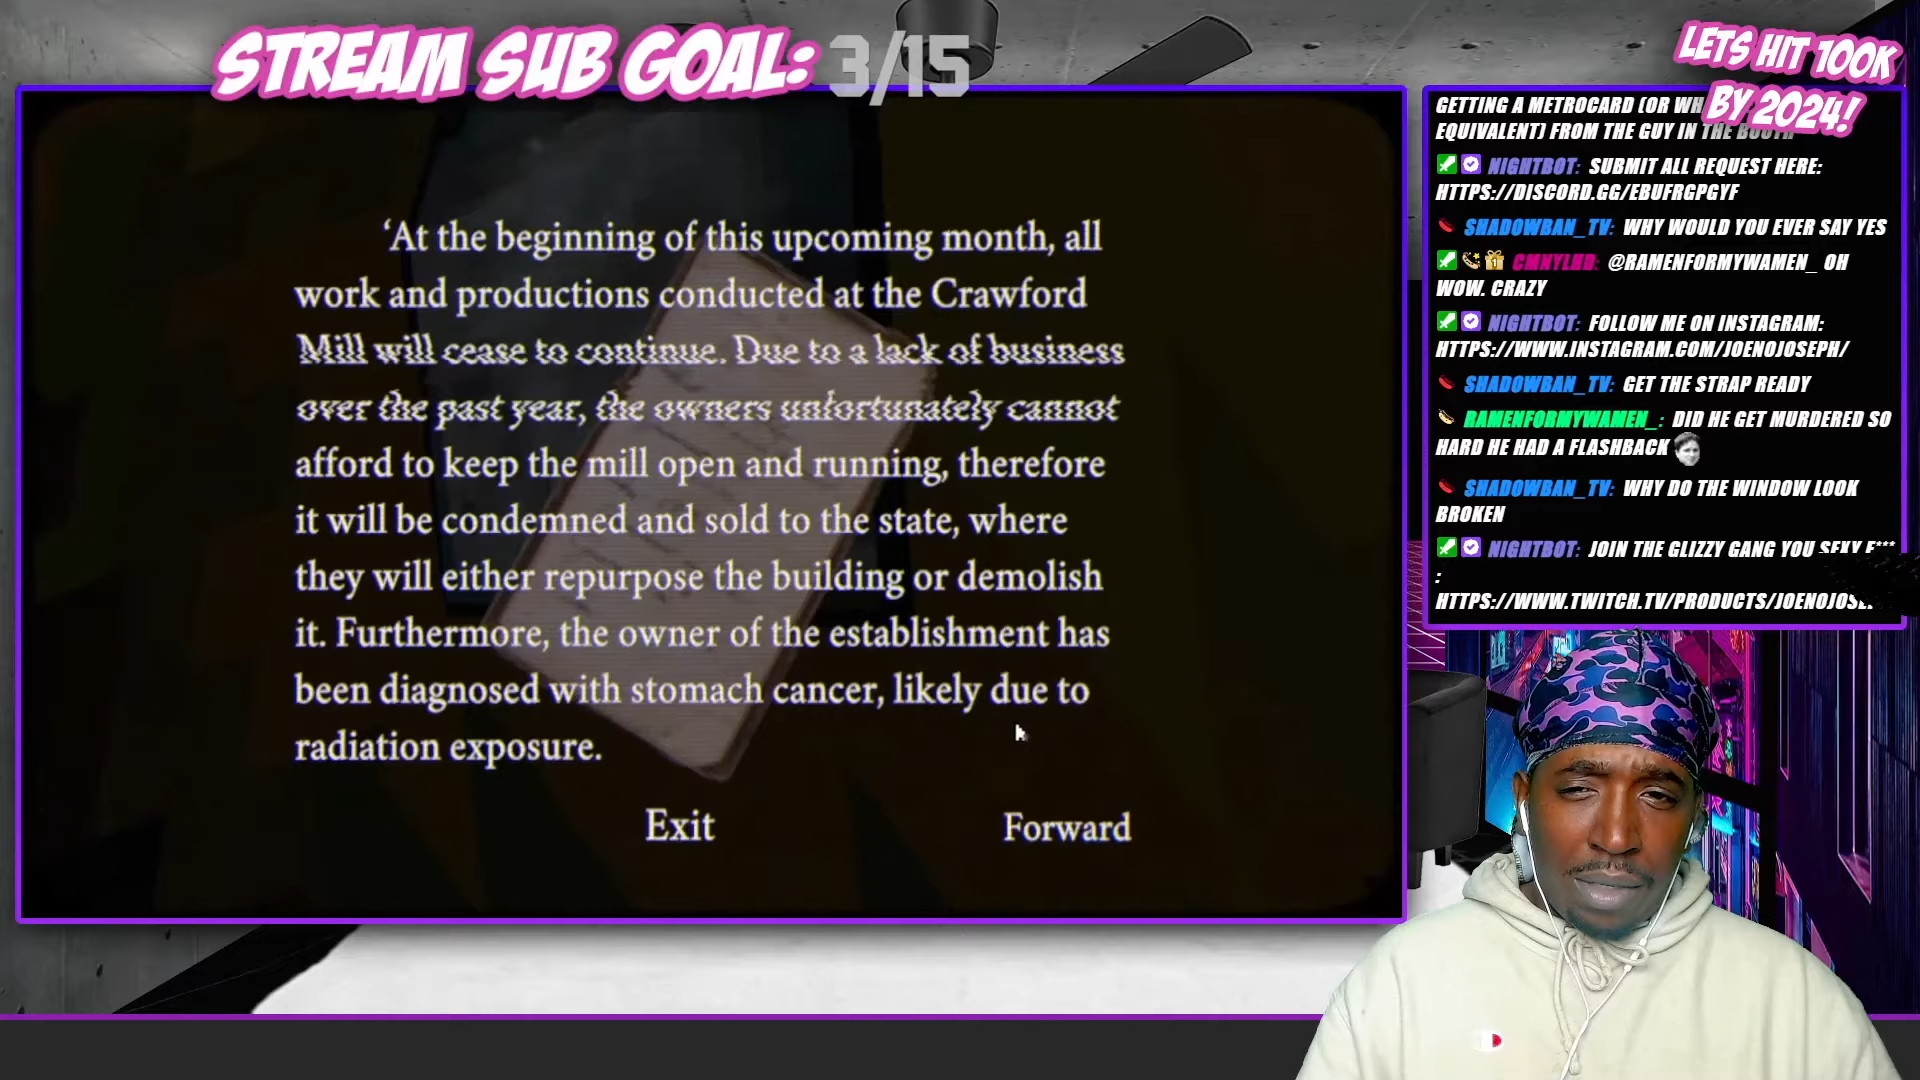 STREAM SUB GOAL: 3/15
LETS HIT 100K
BY 2024!
‘At the beginning of this upcoming month, all
work and productions conducted at the Crawford
Mill will cease to continue. Due to a lack of business
over the past year, the owners unfortunately cannot
afford to keep the mill open and running, therefore
it will be condemned and sold to the state, where
they will either repurpose the building or demolish
it. Furthermore, the owner of the establishment has
been diagnosed with stomach cancer, likely due to
radiation exposure.
Exit
Forward
GETTING A METROCARD (OR
EQUIVALENT) FROM THE GUY IN THE BOOTH
NIGHTBOT: SUBMIT ALL REQUEST HERE:
HTTPS://DISCORD.GG/EBUFRGPGYF
SHADOWBAN_TV: WHY WOULD YOU EVER SAY YES
CMNYLHD: @RAMENFORMYWAMEN_ OH
WOW. CRAZY
NIGHTBOT: FOLLOW ME ON INSTAGRAM:
HTTPS://WWW.INSTAGRAM.COM/JOENOJOSEPH/
SHADOWBAN_TV: GET THE STRAP READY
RAMENFORMYWAMEN_: DID HE GET MURDERED SO
HARD HE HAD A FLASHBACK
SHADOWBAN_TV: WHY DO THE WINDOW LOOK
BROKEN
NIGHTBOT: JOIN THE GLIZZY GANG YOU SEXY F***
:
HTTPS://WWW.TWITCH.TV/PRODUCTS/